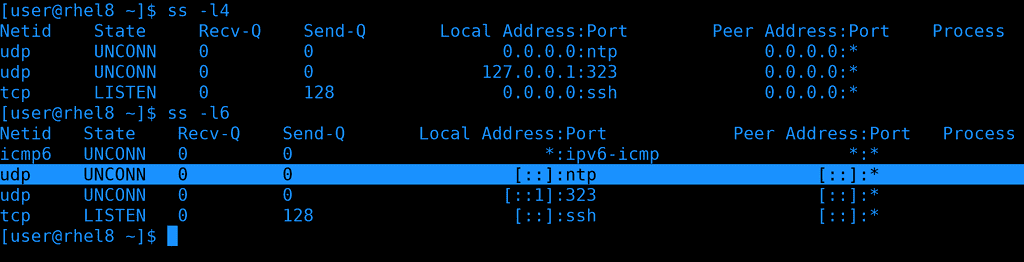 [user@rhel8 ~]$ ss -l4
Netid State Recv-Q Send-Q Local Address:Port Peer Address:Port Process
udp UNCONN 0 0 0.0.0.0:ntp 0.0.0.0:*
udp UNCONN 0 0 127.0.0.1:323 0.0.0.0:*
tcp LISTEN 0 128 0.0.0.0:ssh 0.0.0.0:*
[user@rhel8 ~]$ ss -l6
Netid State Recv-Q Send-Q Local Address:Port Peer Address:Port Process
icmp6 UNCONN 0 0 *:ipv6-icmp *:*
udp UNCONN 0 0 [::]:ntp [::]:*
udp UNCONN 0 0 [::1]:323 [::]:*
tcp LISTEN 0 128 [::]:ssh [::]:*
[user@rhel8 ~]$